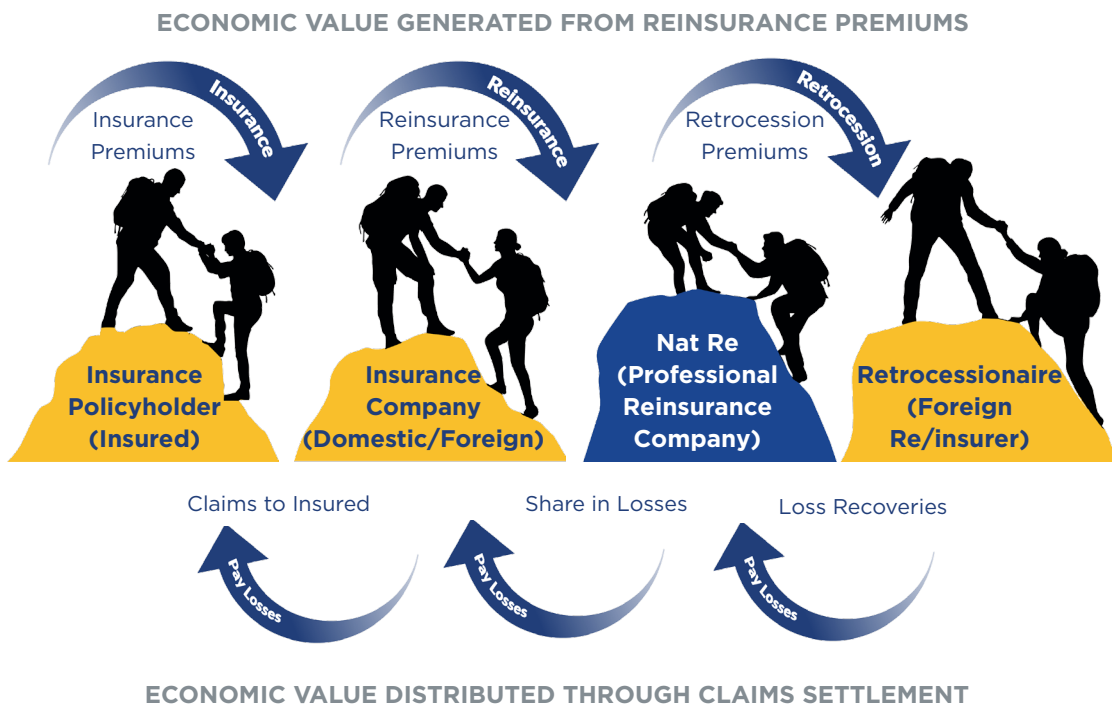 ECONOMIC VALUE GENERATED FROM REINSURANCE PREMIUMS
Insurance
Insurance
Premiums
Reinsurance
Reinsurance
Premiums
Retrocession
Retrocession
Premiums
Insurance
Policyholder
(Insured)
Insurance
Company
(Domestic/Foreign)
Nat Re
(Professional
Reinsurance
Company)
Retrocessionaire
(Foreign
Re/insurer)
Claims to Insured
Pay Losses
Share in Losses
Pay Losses
Loss Recoveries
Pay Losses
ECONOMIC VALUE DISTRIBUTED THROUGH CLAIMS SETTLEMENT